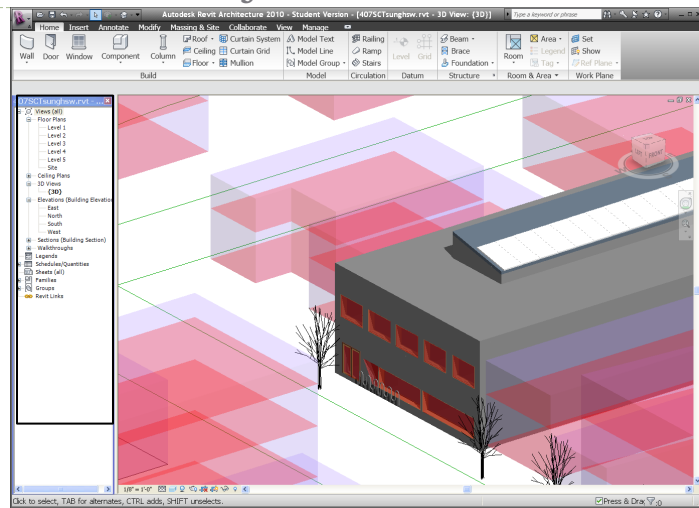 Autodesk Revit Architecture 2010 - Student Version - [407SCTsunghsw.rvt - 3D View: {3D}]
Type a keyword or phrase
Home Insert Annotate Modify Massing & Site Collaborate View Manage
Wall Door Window Component Column
Roof Curtain System
Ceiling Curtain Grid
Floor Mullion
Model Text
Model Line
Model Group
Railing
Ramp
Stairs
Level Grid
Beam
Brace
Foundation
Room
Area
Legend
Tag
Set
Show
Ref Plane
Build Model Circulation Datum Structure Room & Area Work Plane
07SCTsunghsw.rvt - ...
Views (all)
Floor Plans
Level 1
Level 2
Level 3
Level 4
Level 5
Site
Ceiling Plans
3D Views
{3D}
Elevations (Building Elevation
East
North
South
West
Sections (Building Section)
Walkthroughs
Legends
Schedules/Quantities
Sheets (all)
Families
Groups
Revit Links
FRONT
1/8" = 1'-0"
Click to select, TAB for alternates, CTRL adds, SHIFT unselects.
Press & Drag
:0